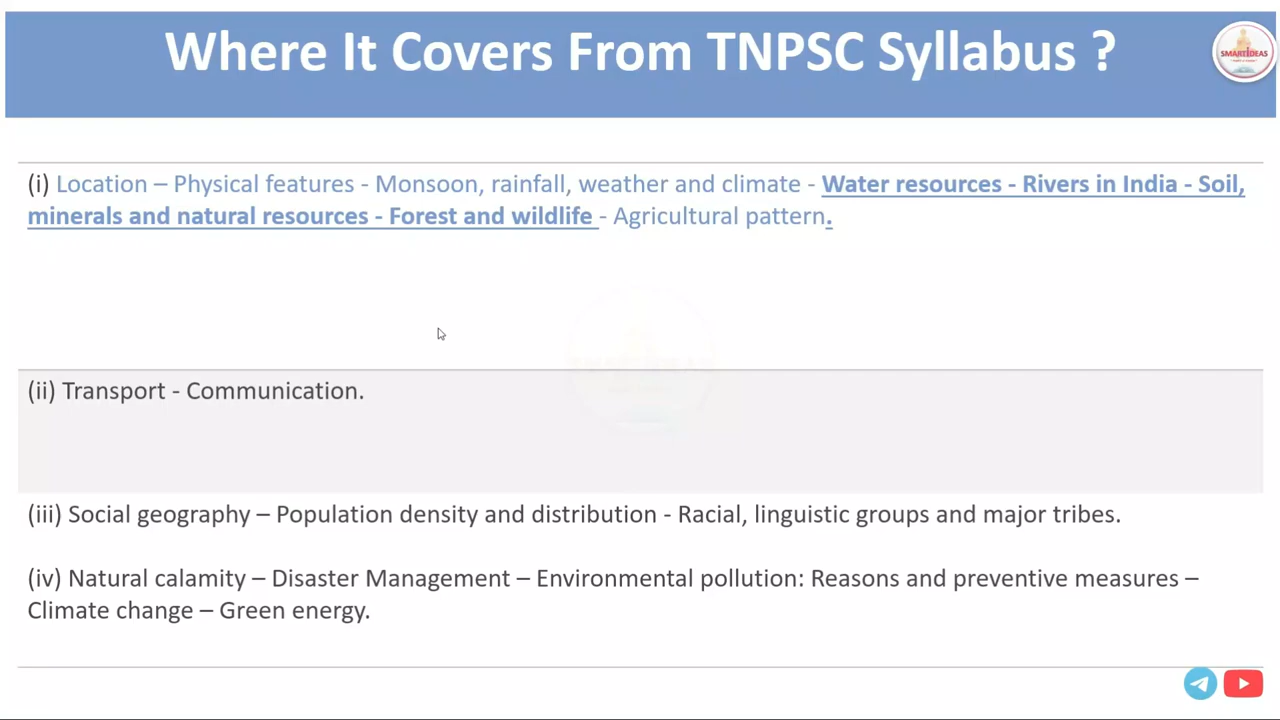 Where It Covers From TNPSC Syllabus ?
SMART IDEAS
(i) Location – Physical features - Monsoon, rainfall, weather and climate - Water resources - Rivers in India - Soil,
minerals and natural resources - Forest and wildlife - Agricultural pattern.
(ii) Transport - Communication.
(iii) Social geography – Population density and distribution - Racial, linguistic groups and major tribes.
(iv) Natural calamity – Disaster Management – Environmental pollution: Reasons and preventive measures –
Climate change – Green energy.